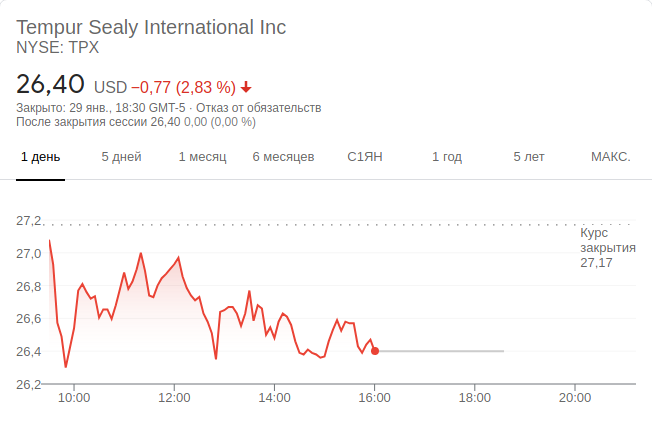 Tempur Sealy International Inc
NYSE: TPX
26,40 USD −0,77 (2,83 %)
Закрыто: 29 янв., 18:30 GMT-5 · Отказ от обязательств
После закрытия сессии 26,40 0,00 (0,00 %)
1 день 5 дней 1 месяц 6 месяцев С1ЯН 1 год 5 лет МАКС.
27,2
Курс
закрытия
27,17
27,0
26,8
26,6
26,4
26,2
10:00 12:00 14:00 16:00 18:00 20:00